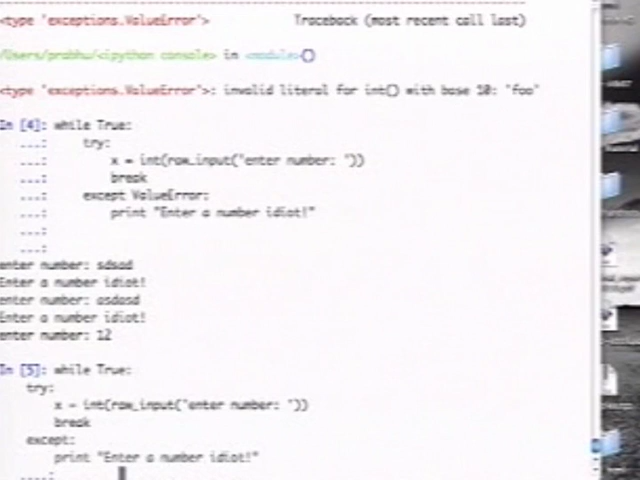 <type 'exceptions.ValueError'> Traceback (most recent call last)
/Users/prabhu/<ipython console> in <module>()
<type 'exceptions.ValueError'>: invalid literal for int() with base 10: 'foo'
In [4]: while True:
...: try:
...: x = int(raw_input("enter number: "))
...: break
...: except ValueError:
...: print "Enter a number idiot!"
...:
...:
enter number: sdsad
Enter a number idiot!
enter number: asdasd
Enter a number idiot!
enter number: 12
In [5]: while True:
try:
x = int(raw_input("enter number: "))
break
except:
print "Enter a number idiot!"
....: